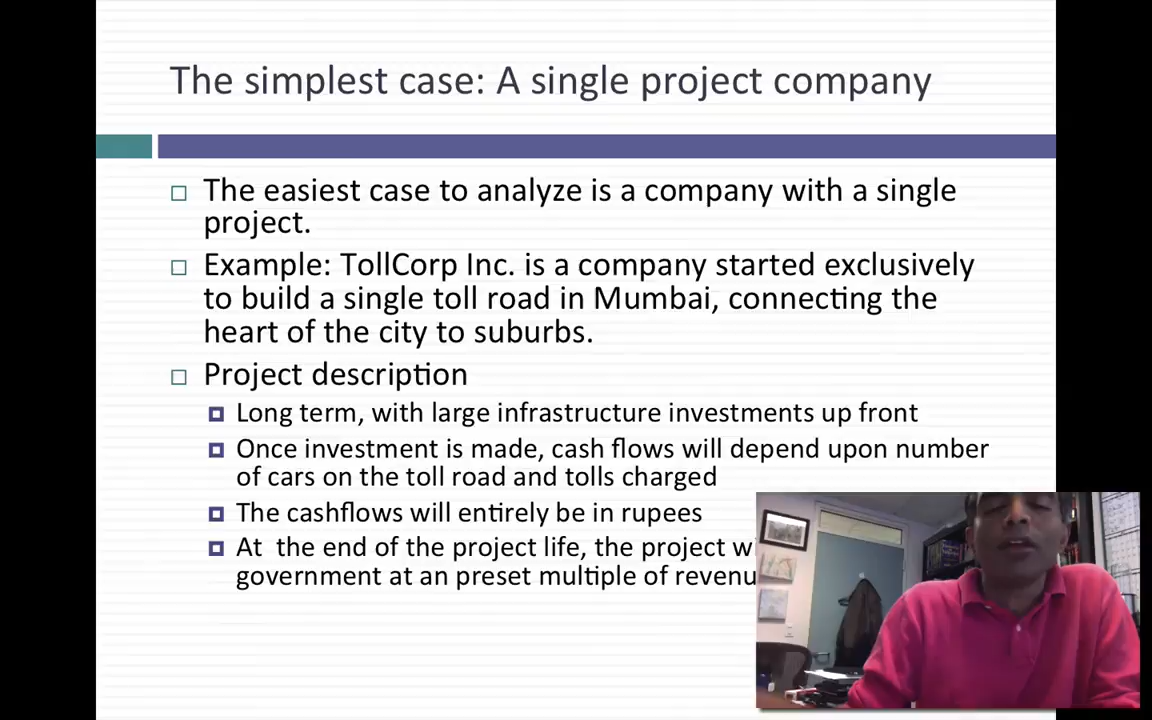 The simplest case: A single project company
The easiest case to analyze is a company with a single
project.
Example: TollCorp Inc. is a company started exclusively
to build a single toll road in Mumbai, connecting the
heart of the city to suburbs.
Project description
Long term, with large infrastructure investments up front
Once investment is made, cash flows will depend upon number
of cars on the toll road and tolls charged
The cashflows will entirely be in rupees
At the end of the project life, the project
government at an preset multiple of